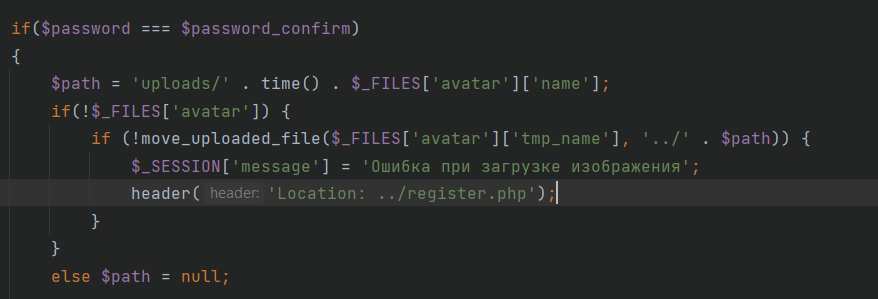 if($password === $password_confirm)
{
$path = 'uploads/' . time() . $_FILES['avatar']['name'];
if(!$_FILES['avatar']) {
if (!move_uploaded_file($_FILES['avatar']['tmp_name'], '../' . $path)) {
$_SESSION['message'] = 'Ошибка при загрузке изображения';
header( header: 'Location: ../register.php');
}
}
else $path = null;